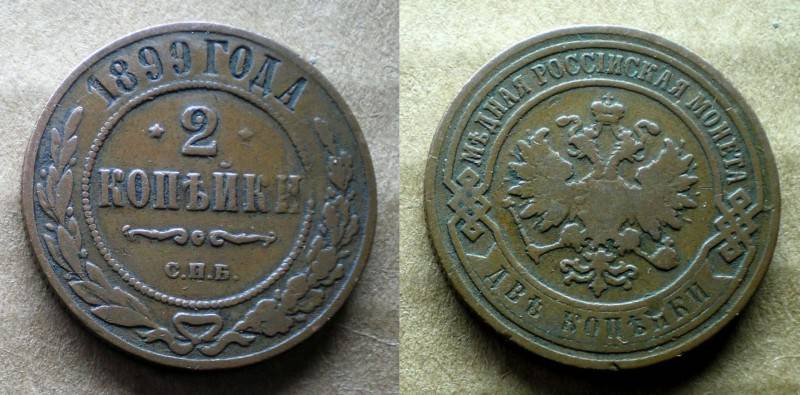 1899 ГОДА
2
КОПѢЙКИ
С.П.Б.
МѢДНАЯ РОССІЙСКАЯ МОНЕТА
ДВѢ КОПѢЙКИ